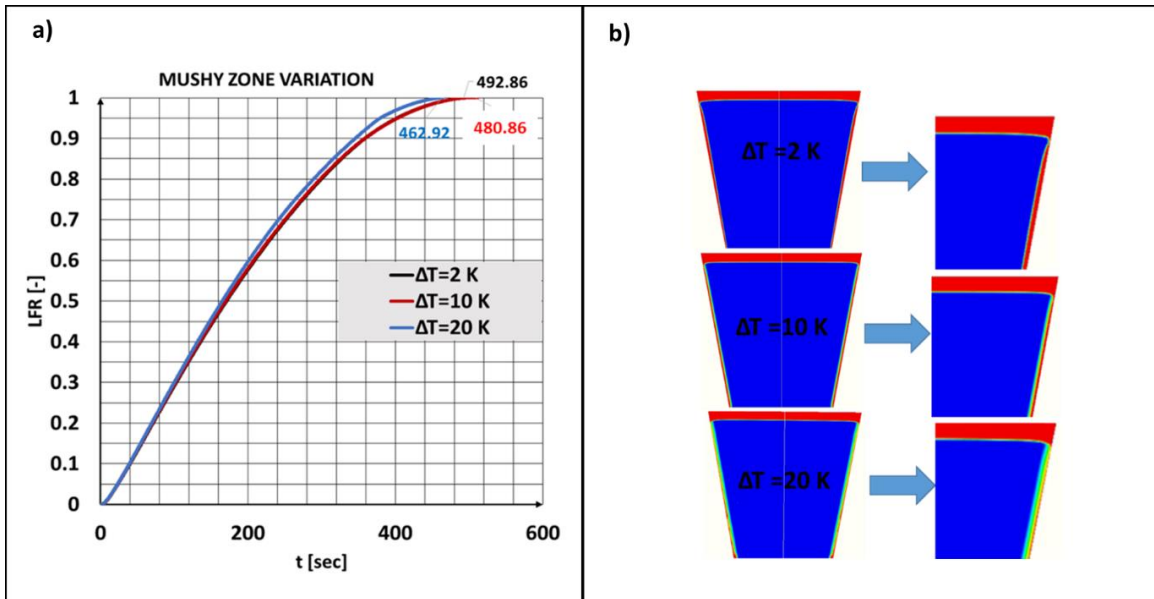 a)
MUSHY ZONE VARIATION
492.86
1
462.92
480.86
0.9
0.8
0.7
0.6
0.5
0.4
0.3
0.2
0.1
0
LFR [-]
ΔT=2 K
ΔT=10 K
ΔT=20 K
0 200 400 600
t [sec]
b)
ΔT =2 K
ΔT =10 K
ΔT =20 K